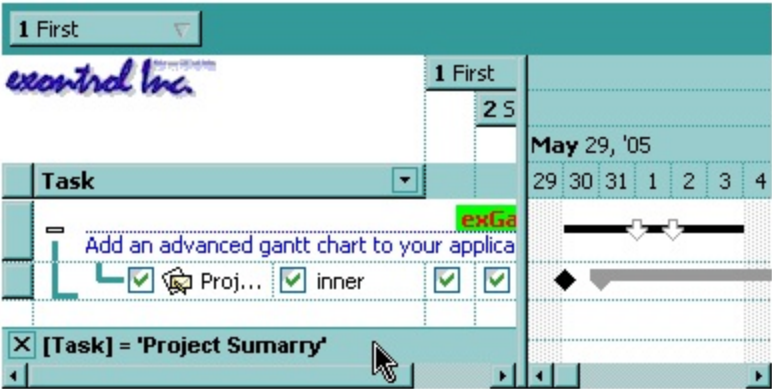 1 First
exontrol Inc.
1 First
2 S
May 29, '05
Task
29 30 31 1 2 3 4
exGa
Add an advanced gantt chart to your applica
Proj... inner
[Task] = 'Project Sumarry'